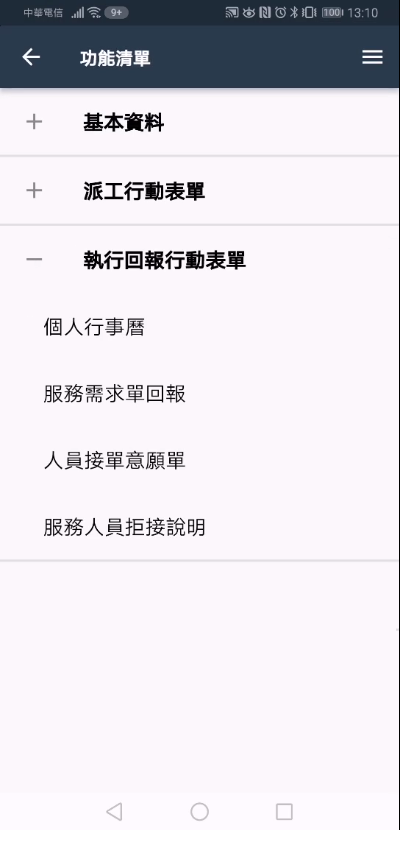 中華電信 9+ 100 13:10
功能清單
基本資料
派工行動表單
執行回報行動表單
個人行事曆
服務需求單回報
人員接單意願單
服務人員拒接說明